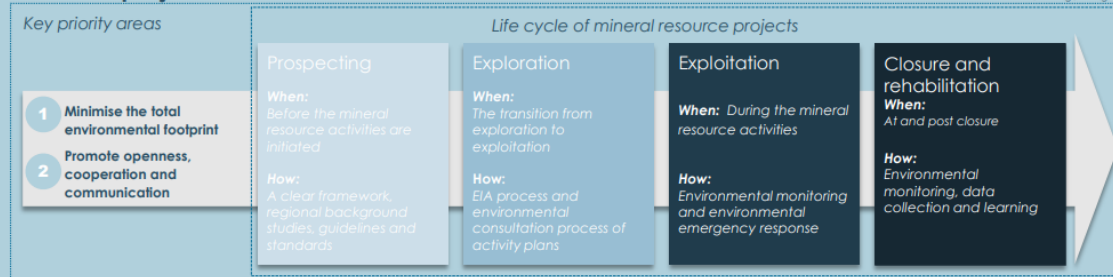 Key priority areas
Life cycle of mineral resource projects
1
Minimise the total
environmental footprint
2
Promote openness,
cooperation and
communication
Prospecting
When:
Before the mineral
resource activities are
initiated
How:
A clear framework,
regional background
studies, guidelines and
standards
Exploration
When:
The transition from
exploration to
exploitation
How:
EIA process and
environmental
consultation process of
activity plans
Exploitation
When: During the mineral
resource activities
How:
Environmental monitoring
and environmental
emergency response
Closure and
rehabilitation
When:
At and post closure
How:
Environmental
monitoring, data
collection and learning